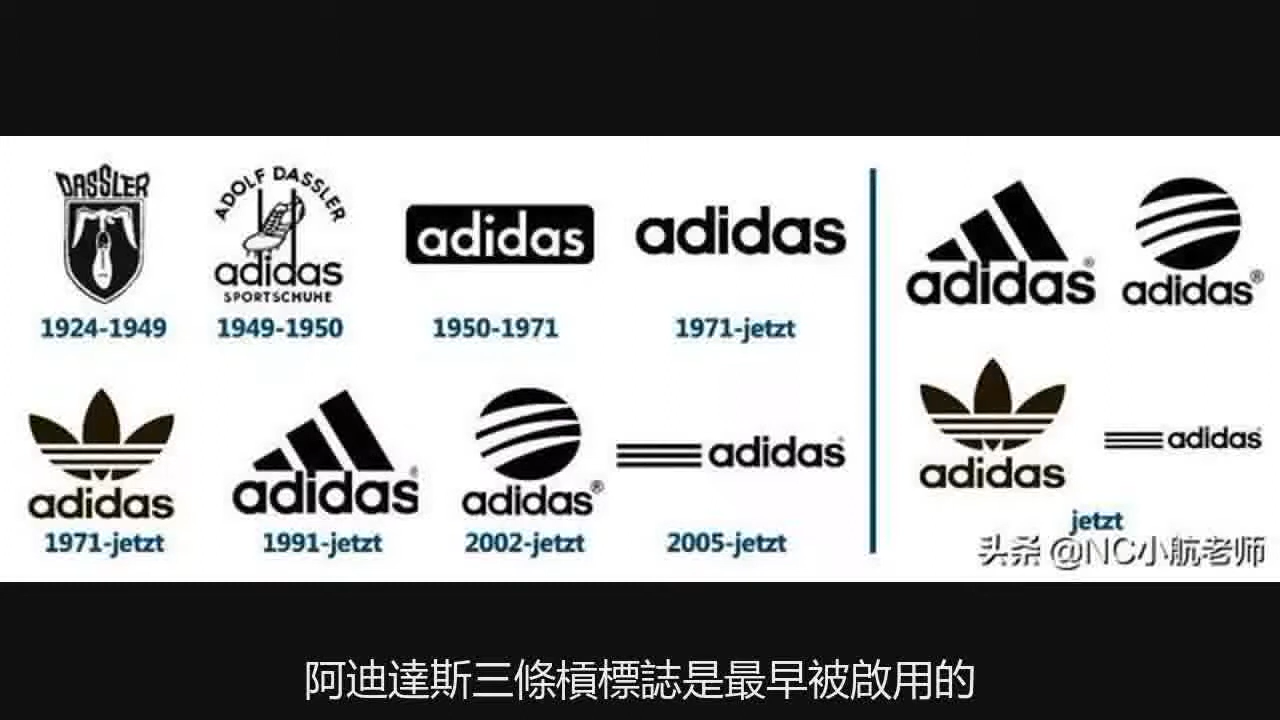 DASSLER
ADOLF DASSLER
adidas
SPORTSCHUHE
adidas
adidas
1924-1949
1949-1950
1950-1971
1971-jetzt
adidas
adidas
adidas®
adidas
1971-jetzt
1991-jetzt
2002-jetzt
2005-jetzt
adidas®
adidas®
adidas
adidas
jetzt
头条 @NC小航老师
阿迪達斯三條槓標誌是最早被啟用的